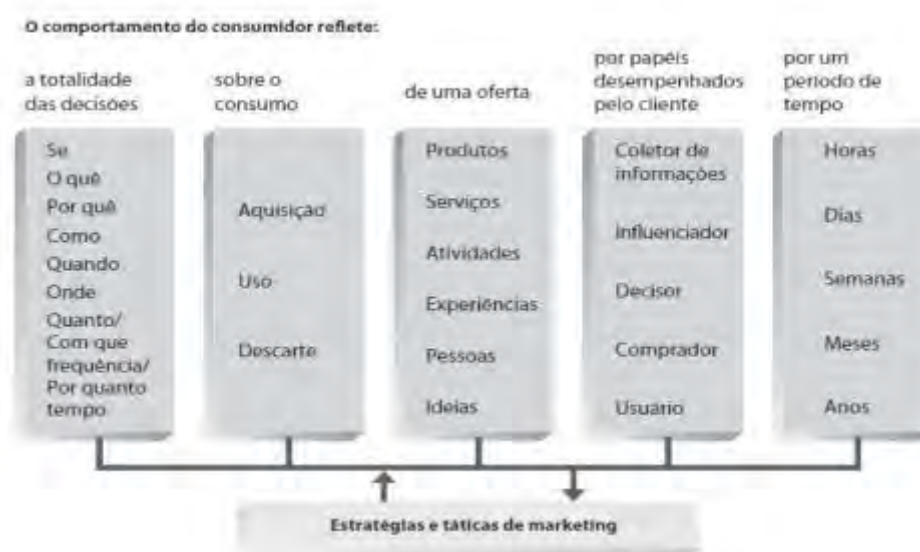 O comportamento do consumidor reflete:
a totalidade
das decisões
Se
O quê
Por quê
Como
Quando
Onde
Quanto/
Com que
frequência/
Por quanto
tempo
sobre o
consumo
Aquisição
Uso
Descarte
de uma oferta
Produtos
Serviços
Atividades
Experiências
Pessoas
Ideias
por papéis
desempenhados
pelo cliente
Coletor de
informações
Influenciador
Decisor
Comprador
Usuário
por um
período de
tempo
Horas
Dias
Semanas
Meses
Anos
Estratégias e táticas de marketing